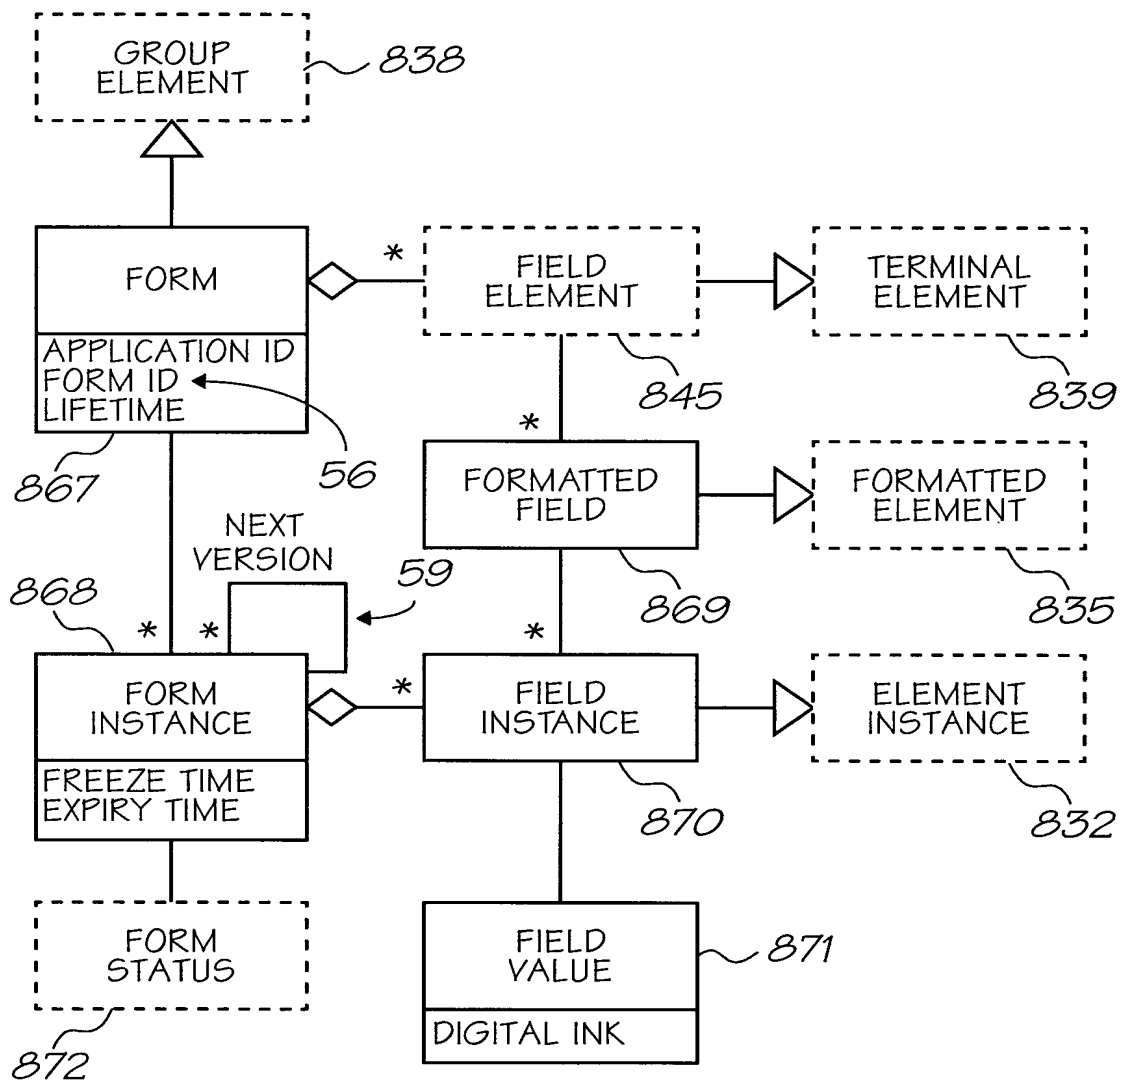 GROUP
ELEMENT
838
FORM
*
FIELD
ELEMENT
TERMINAL
ELEMENT
APPLICATION ID
FORM ID
LIFETIME
845
839
*
867
56
FORMATTED
FIELD
FORMATTED
ELEMENT
NEXT
VERSION
59
868
869
835
*
*
*
FORM
INSTANCE
*
FIELD
INSTANCE
ELEMENT
INSTANCE
FREEZE TIME
EXPIRY TIME
870
832
FORM
STATUS
FIELD
VALUE
871
DIGITAL INK
872